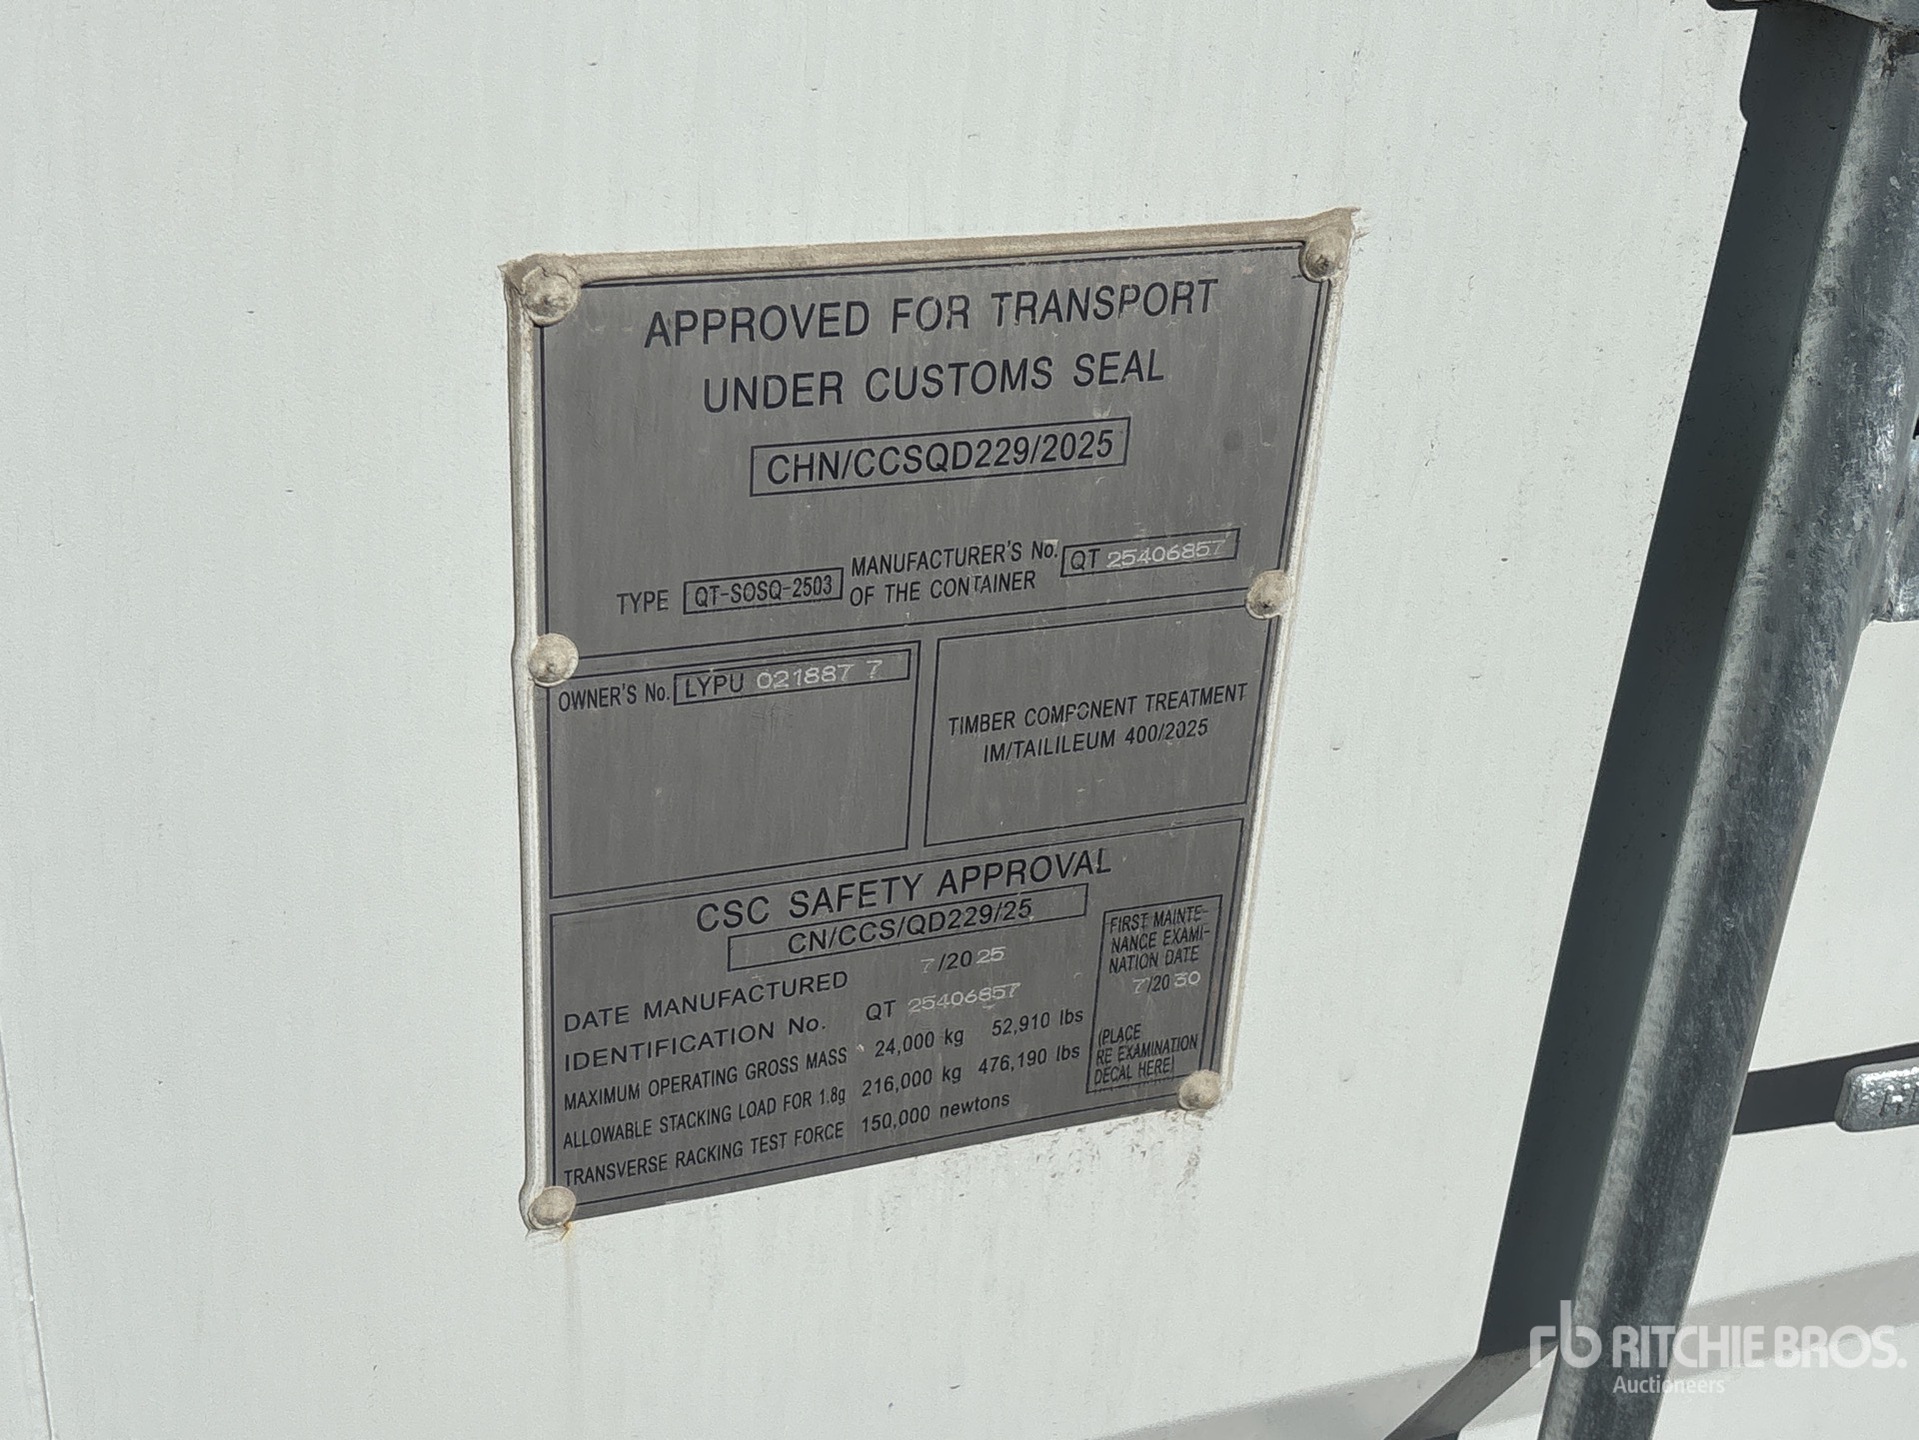 APPROVED FOR TRANSPORT
UNDER CUSTOMS SEAL
CHN/CCSQD229/2025
TYPE QT-SOSQ-2503 MANUFACTURER'S No. OF THE CONTAINER QT 25406857
OWNER'S No. LYPU 021887 7
TIMBER COMPONENT TREATMENT
IM/TAILILEUM 400/2025
CSC SAFETY APPROVAL
CN/CCS/QD229/25
DATE MANUFACTURED 7/2025
IDENTIFICATION No. QT 25406857
MAXIMUM OPERATING GROSS MASS 24,000 kg 52,910 lbs
ALLOWABLE STACKING LOAD FOR 1.8g 216,000 kg 476,190 lbs
TRANSVERSE RACKING TEST FORCE 150,000 newtons
FIRST MAINTE-
NANCE EXAMI-
NATION DATE
7/2030
(PLACE
RE EXAMINATION
DECAL HERE)
rb RITCHIE BROS.
Auctioneers